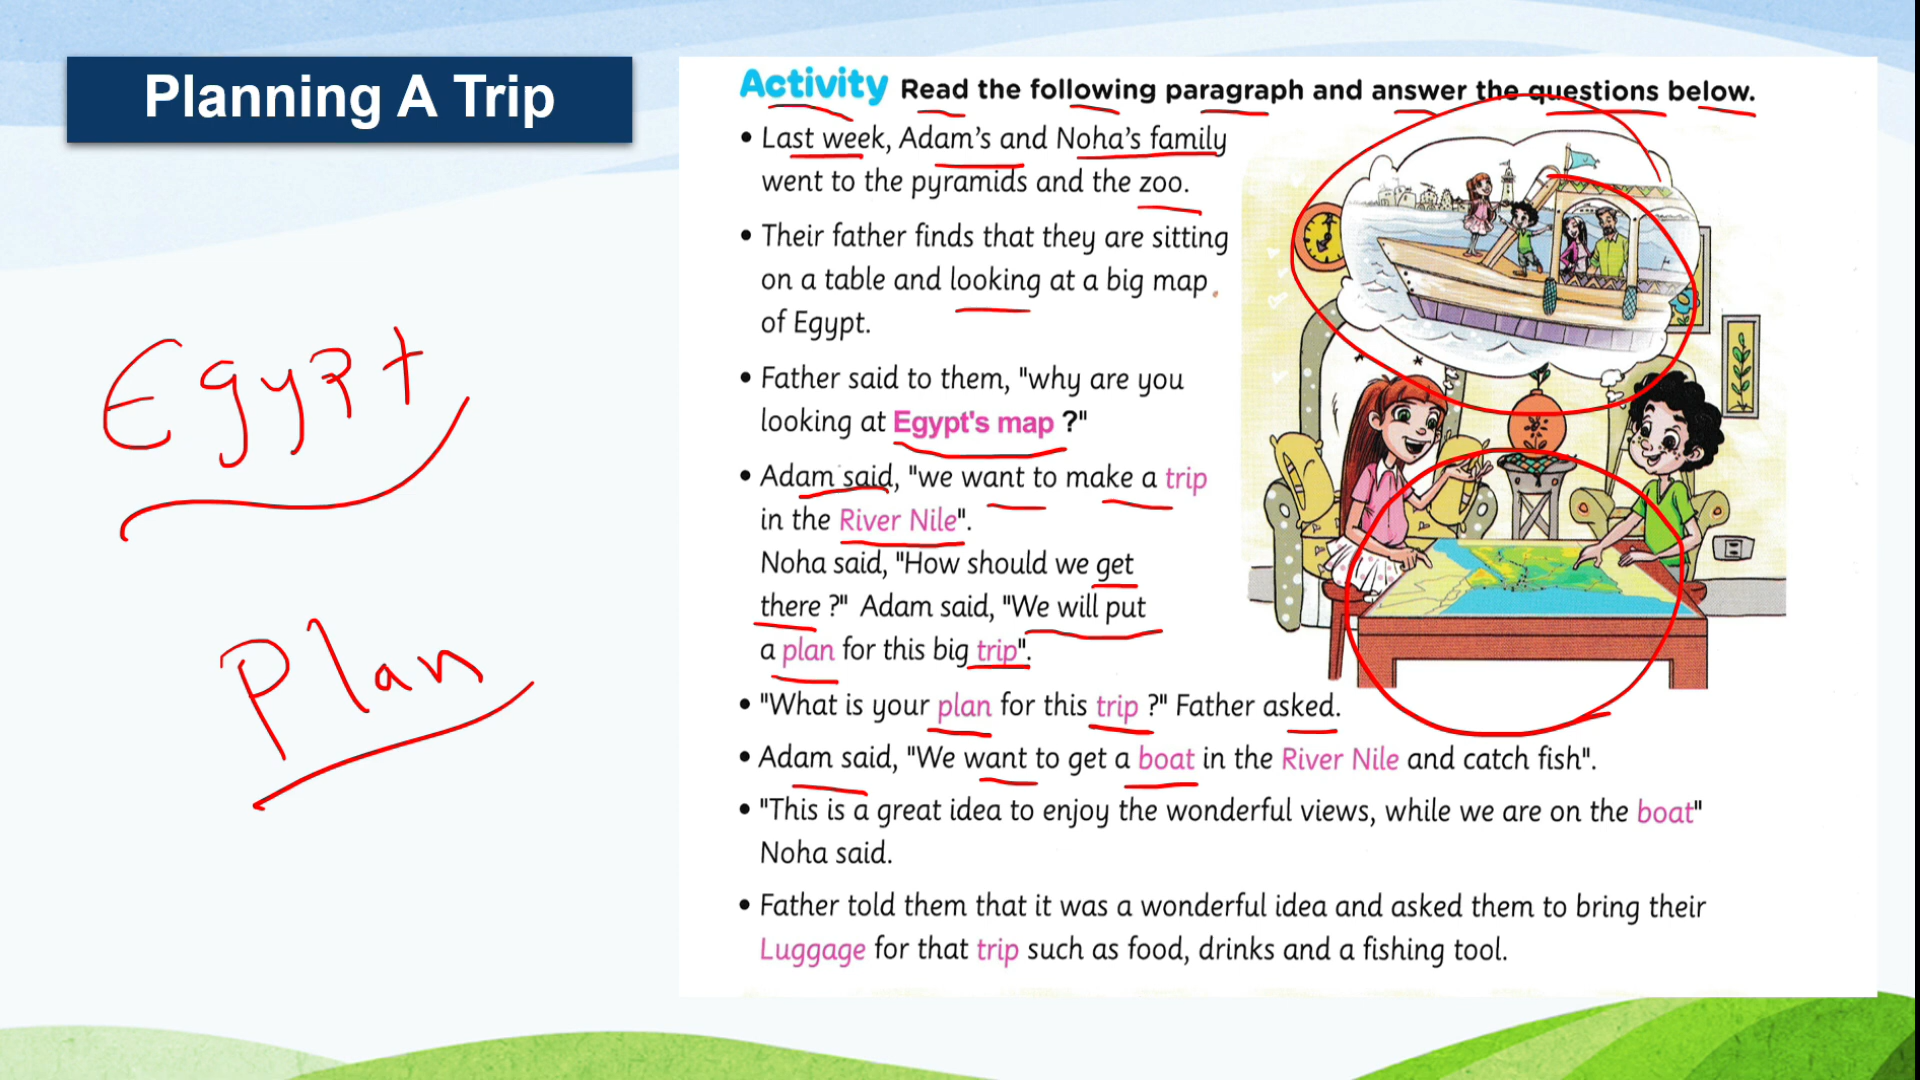 Planning A Trip
Egypt
Plan
Activity Read the following paragraph and answer the questions below.
• Last week, Adam's and Noha's family
went to the pyramids and the zoo.
• Their father finds that they are sitting
on a table and looking at a big map
of Egypt.
• Father said to them, "why are you
looking at Egypt's map ?"
• Adam said, "we want to make a trip
in the River Nile".
Noha said, "How should we get
there ?" Adam said, "We will put
a plan for this big trip".
• "What is your plan for this trip ?" Father asked.
• Adam said, "We want to get a boat in the River Nile and catch fish".
• "This is a great idea to enjoy the wonderful views, while we are on the boat"
Noha said.
• Father told them that it was a wonderful idea and asked them to bring their
Luggage for that trip such as food, drinks and a fishing tool.